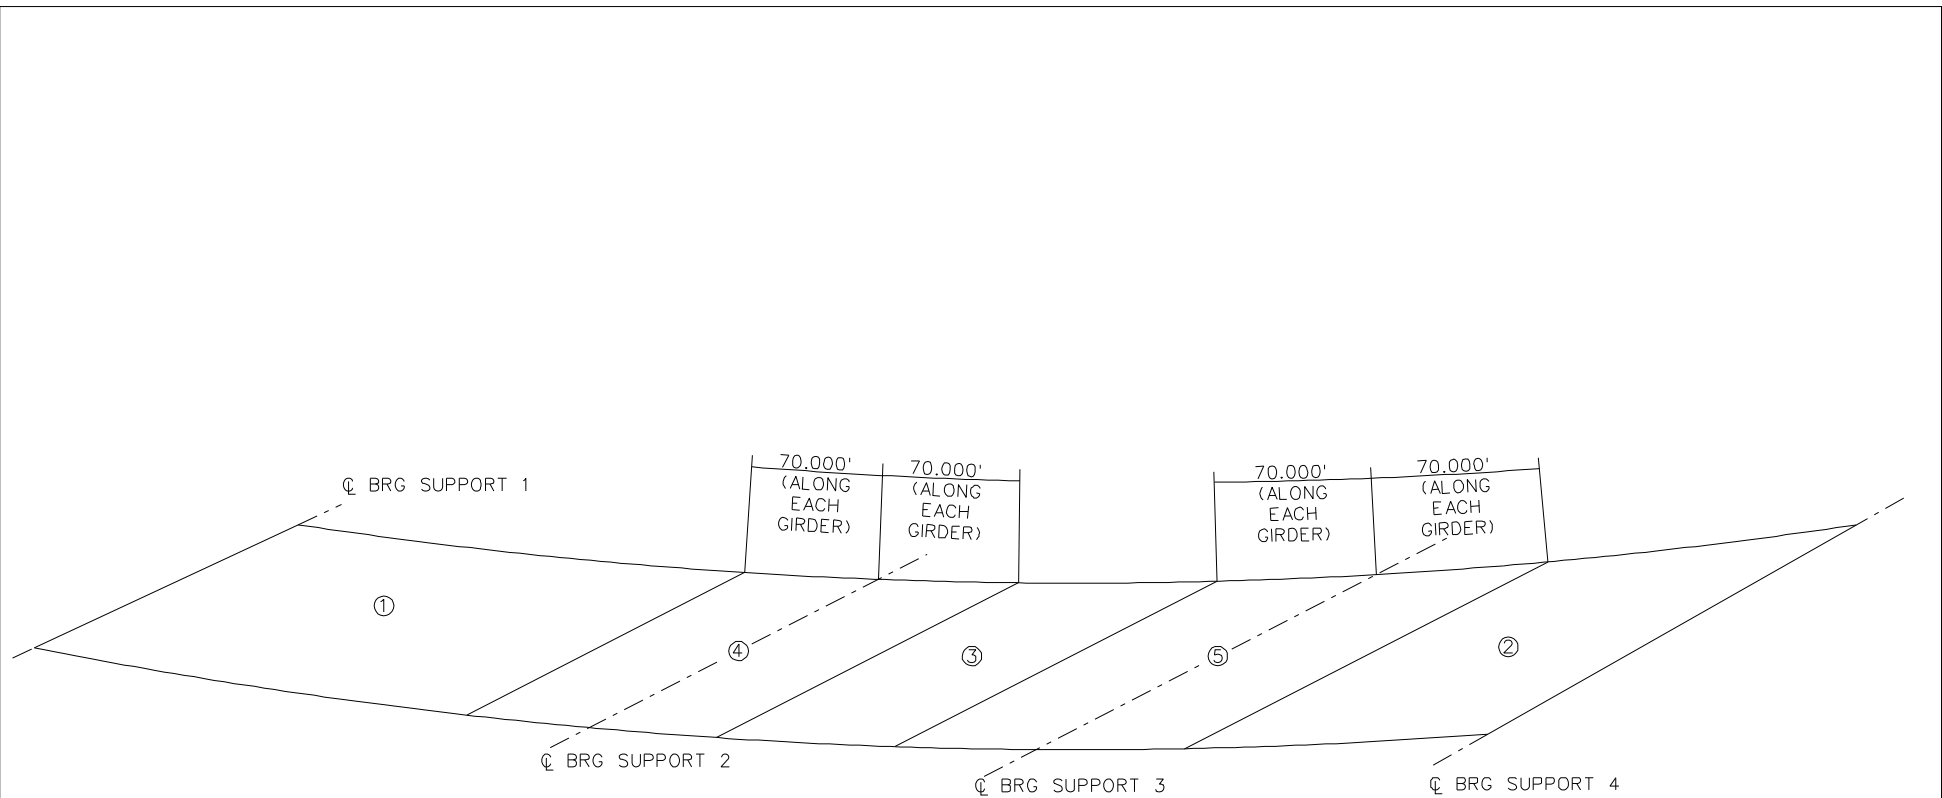 70.000'
(ALONG
EACH
GIRDER)
70.000'
(ALONG
EACH
GIRDER)
70.000'
(ALONG
EACH
GIRDER)
70.000'
(ALONG
EACH
GIRDER)
℄ BRG SUPPORT 1
①
④
③
⑤
②
℄ BRG SUPPORT 2
℄ BRG SUPPORT 3
℄ BRG SUPPORT 4